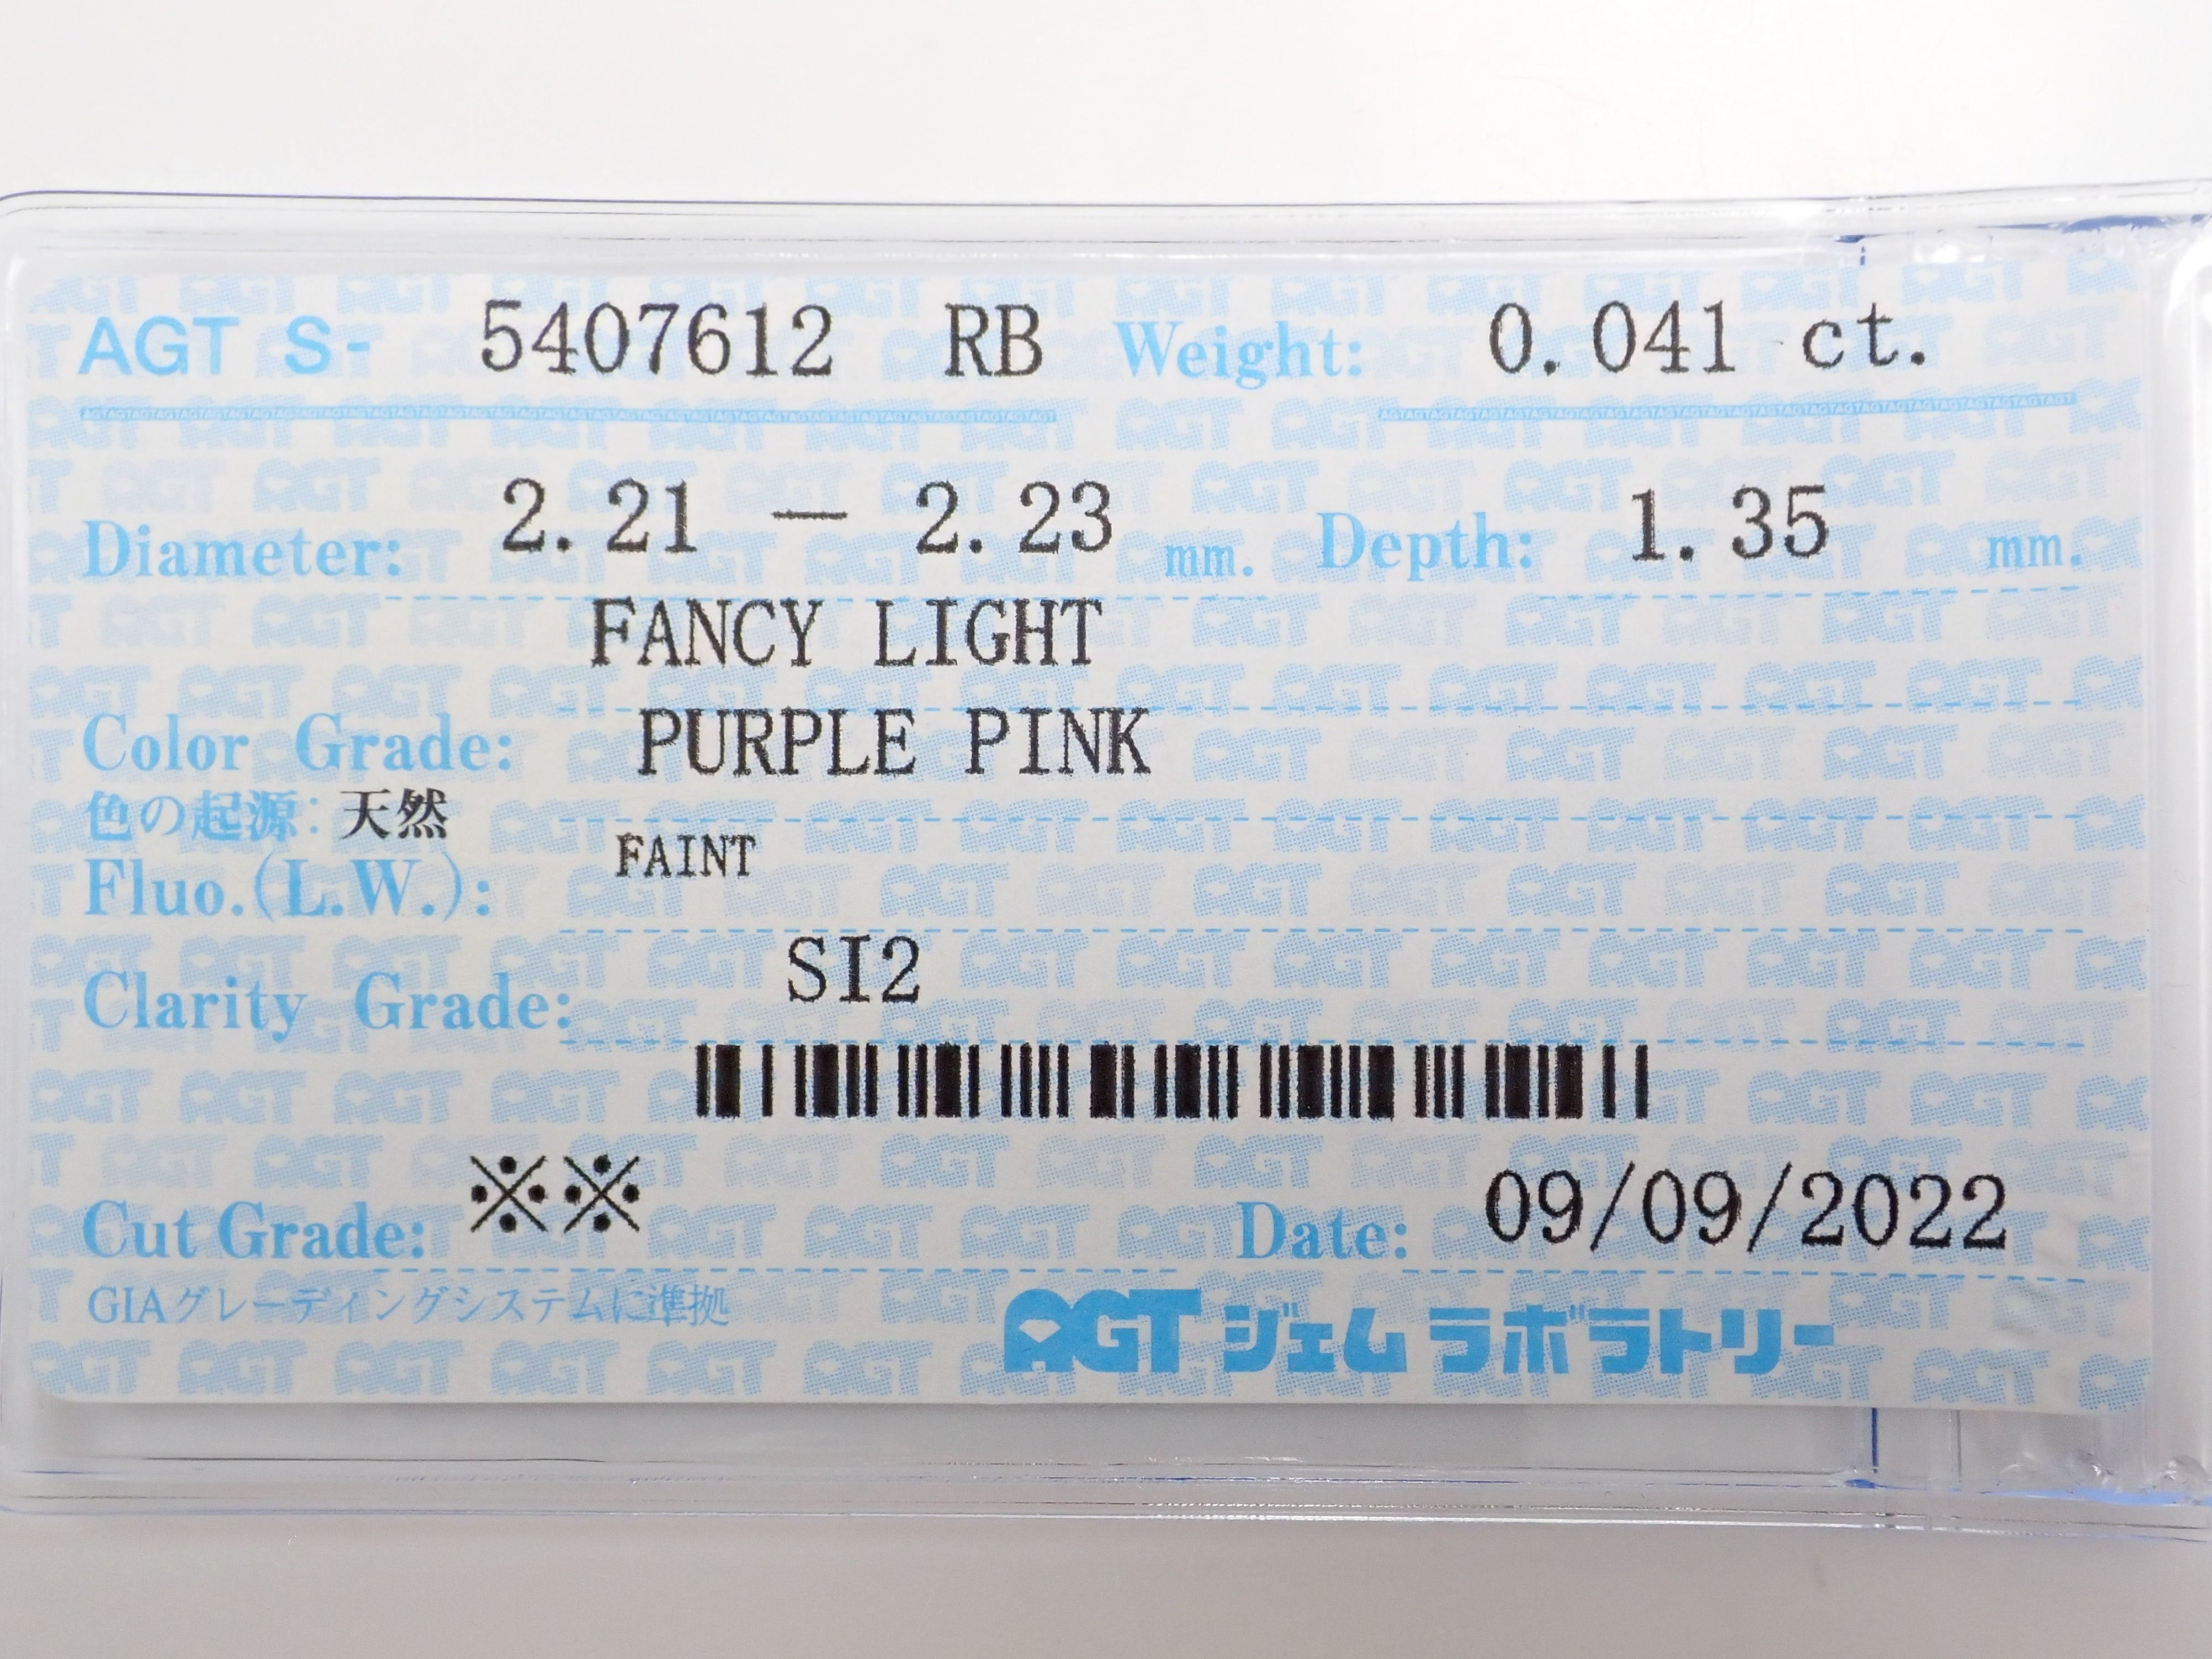 AGT S- 5407612 RB Weight: 0.041 ct.
Diameter: 2.21 — 2.23 mm. Depth: 1.35 mm.
FANCY LIGHT
Color Grade: PURPLE PINK
色の起源: 天然
FAINT
Fluo.(L.W.):
Clarity Grade: SI2
Cut Grade: ※※ Date: 09/09/2022
GIAグレーディングシステムに準拠
AGT ジェム ラボラトリー